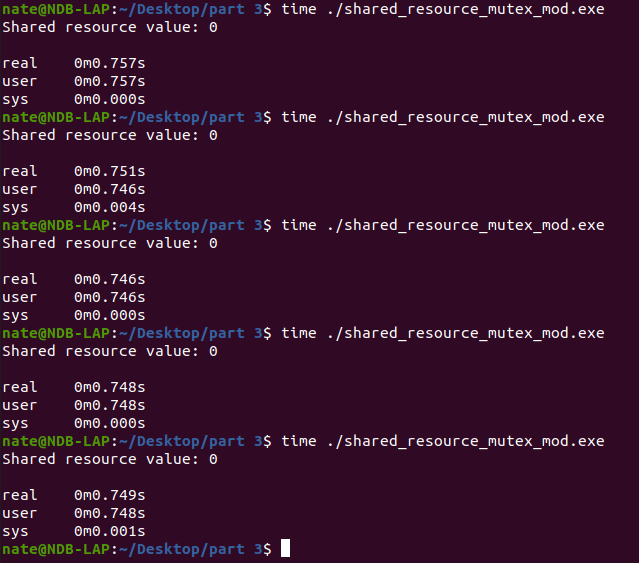 nate@NDB-LAP:~/Desktop/part 3$ time ./shared_resource_mutex_mod.exe
Shared resource value: 0
real 0m0.757s
user 0m0.757s
sys 0m0.000s
nate@NDB-LAP:~/Desktop/part 3$ time ./shared_resource_mutex_mod.exe
Shared resource value: 0
real 0m0.751s
user 0m0.746s
sys 0m0.004s
nate@NDB-LAP:~/Desktop/part 3$ time ./shared_resource_mutex_mod.exe
Shared resource value: 0
real 0m0.746s
user 0m0.746s
sys 0m0.000s
nate@NDB-LAP:~/Desktop/part 3$ time ./shared_resource_mutex_mod.exe
Shared resource value: 0
real 0m0.748s
user 0m0.748s
sys 0m0.000s
nate@NDB-LAP:~/Desktop/part 3$ time ./shared_resource_mutex_mod.exe
Shared resource value: 0
real 0m0.749s
user 0m0.748s
sys 0m0.001s
nate@NDB-LAP:~/Desktop/part 3$